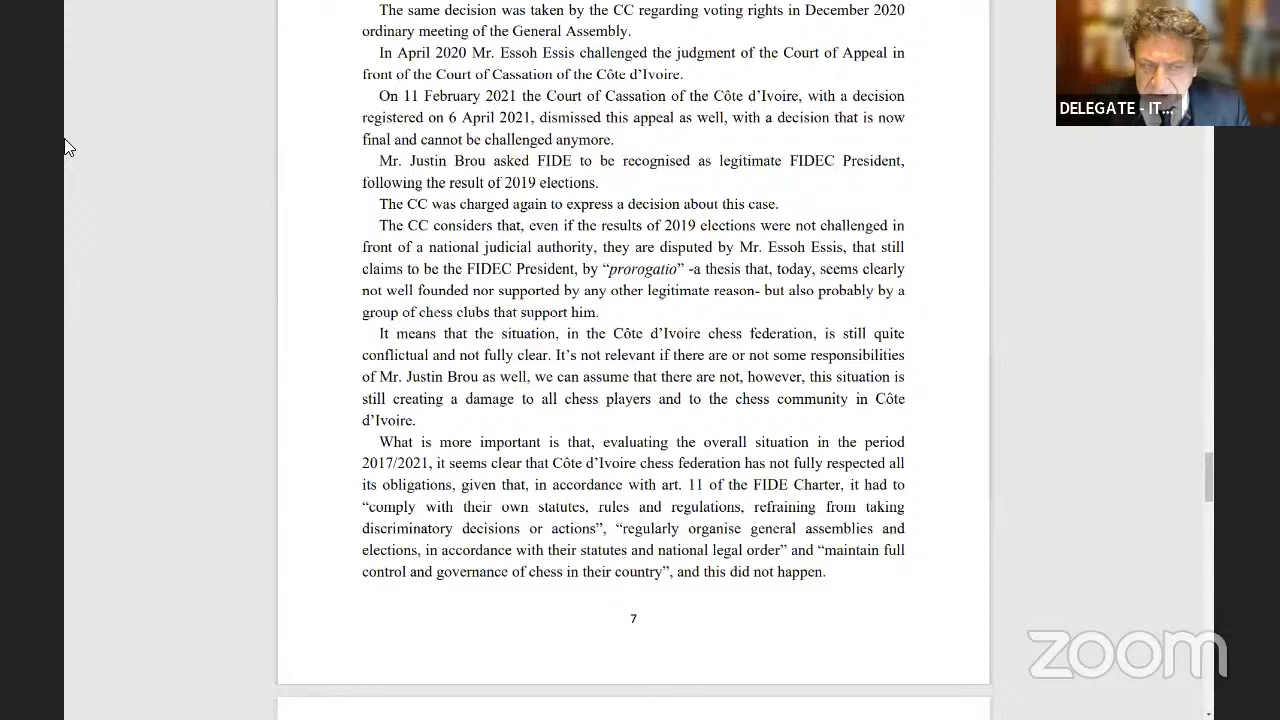 The same decision was taken by the CC regarding voting rights in December 2020
ordinary meeting of the General Assembly.
In April 2020 Mr. Essoh Essis challenged the judgment of the Court of Appeal in
front of the Court of Cassation of the Côte d’Ivoire.
On 11 February 2021 the Court of Cassation of the Côte d’Ivoire, with a decision
registered on 6 April 2021, dismissed this appeal as well, with a decision that is now
final and cannot be challenged anymore.
Mr. Justin Brou asked FIDE to be recognised as legitimate FIDEC President,
following the result of 2019 elections.
The CC was charged again to express a decision about this case.
The CC considers that, even if the results of 2019 elections were not challenged in
front of a national judicial authority, they are disputed by Mr. Essoh Essis, that still
claims to be the FIDEC President, by “prorogatio” -a thesis that, today, seems clearly
not well founded nor supported by any other legitimate reason- but also probably by a
group of chess clubs that support him.
It means that the situation, in the Côte d’Ivoire chess federation, is still quite
conflictual and not fully clear. It’s not relevant if there are or not some responsibilities
of Mr. Justin Brou as well, we can assume that there are not, however, this situation is
still creating a damage to all chess players and to the chess community in Côte
d’Ivoire.
What is more important is that, evaluating the overall situation in the period
2017/2021, it seems clear that Côte d’Ivoire chess federation has not fully respected all
its obligations, given that, in accordance with art. 11 of the FIDE Charter, it had to
“comply with their own statutes, rules and regulations, refraining from taking
discriminatory decisions or actions”, “regularly organise general assemblies and
elections, in accordance with their statutes and national legal order” and “maintain full
control and governance of chess in their country”, and this did not happen.
7
DELEGATE - IT...
zoom